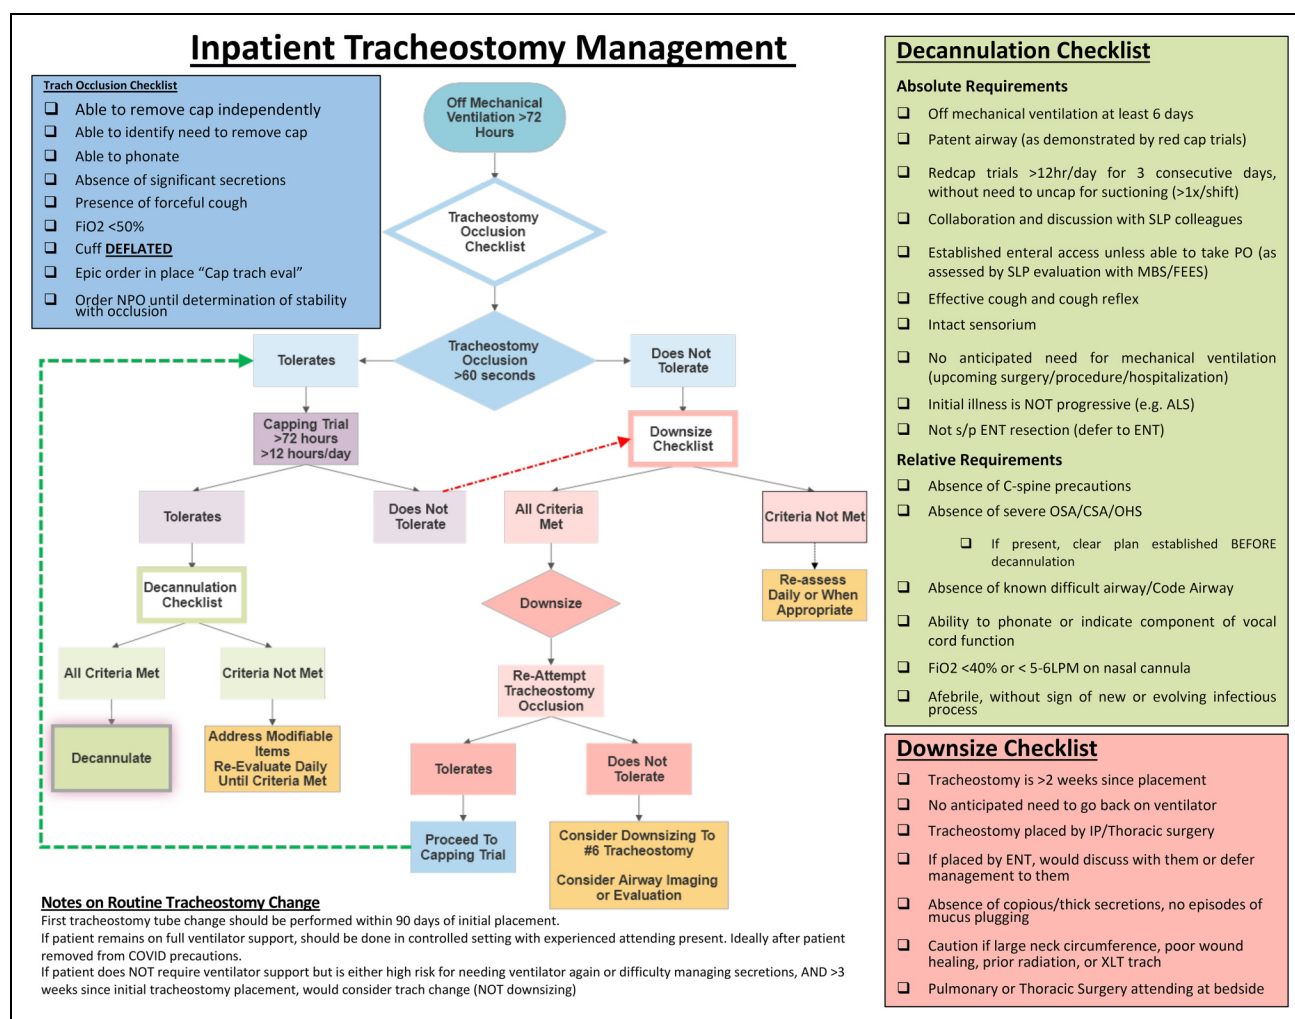 Inpatient Tracheostomy Management
Trach Occlusion Checklist
Able to remove cap independently
Able to identify need to remove cap
Able to phonate
Absence of significant secretions
Presence of forceful cough
FiO2 <50%
Cuff DEFLATED
Epic order in place “Cap trach eval”
Order NPO until determination of stability
with occlusion
Off Mechanical
Ventilation >72
Hours
Tracheostomy
Occlusion
Checklist
Tracheostomy
Occlusion
>60 seconds
Tolerates
Does Not
Tolerate
Capping Trial
>72 hours
>12 hours/day
Downsize
Checklist
Tolerates
Does Not
Tolerate
All Criteria
Met
Criteria Not Met
Decannulation
Checklist
Downsize
Re-assess
Daily or When
Appropriate
All Criteria Met
Criteria Not Met
Re-Attempt
Tracheostomy
Occlusion
Decannulate
Address Modifiable
Items
Re-Evaluate Daily
Until Criteria Met
Tolerates
Does Not
Tolerate
Proceed To
Capping Trial
Consider Downsizing To
#6 Tracheostomy
Consider Airway Imaging
or Evaluation
Notes on Routine Tracheostomy Change
First tracheostomy tube change should be performed within 90 days of initial placement.
If patient remains on full ventilator support, should be done in controlled setting with experienced attending present. Ideally after patient
removed from COVID precautions.
If patient does NOT require ventilator support but is either high risk for needing ventilator again or difficulty managing secretions, AND >3
weeks since initial tracheostomy placement, would consider trach change (NOT downsizing)
Decannulation Checklist
Absolute Requirements
Off mechanical ventilation at least 6 days
Patent airway (as demonstrated by red cap trials)
Redcap trials >12hr/day for 3 consecutive days,
without need to uncap for suctioning (>1x/shift)
Collaboration and discussion with SLP colleagues
Established enteral access unless able to take PO (as
assessed by SLP evaluation with MBS/FEES)
Effective cough and cough reflex
Intact sensorium
No anticipated need for mechanical ventilation
(upcoming surgery/procedure/hospitalization)
Initial illness is NOT progressive (e.g. ALS)
Not s/p ENT resection (defer to ENT)
Relative Requirements
Absence of C-spine precautions
Absence of severe OSA/CSA/OHS
If present, clear plan established BEFORE
decannulation
Absence of known difficult airway/Code Airway
Ability to phonate or indicate component of vocal
cord function
FiO2 <40% or < 5-6LPM on nasal cannula
Afebrile, without sign of new or evolving infectious
process
Downsize Checklist
Tracheostomy is >2 weeks since placement
No anticipated need to go back on ventilator
Tracheostomy placed by IP/Thoracic surgery
If placed by ENT, would discuss with them or defer
management to them
Absence of copious/thick secretions, no episodes of
mucus plugging
Caution if large neck circumference, poor wound
healing, prior radiation, or XLT trach
Pulmonary or Thoracic Surgery attending at bedside